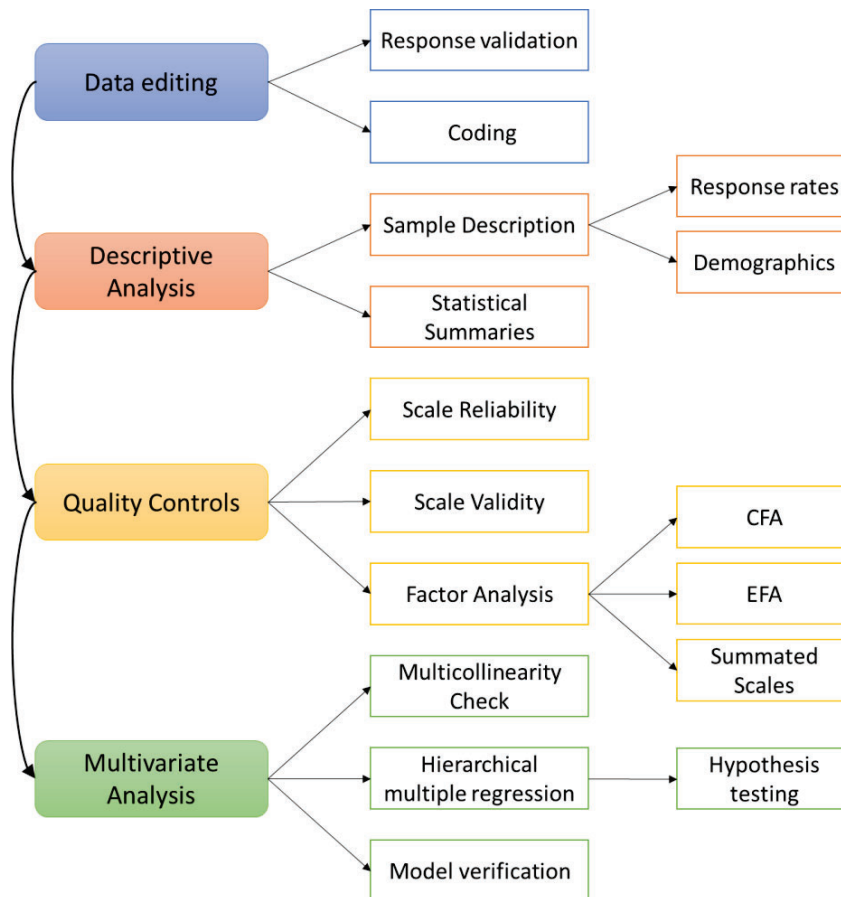 Data editing
Response validation
Coding
Descriptive
Analysis
Sample Description
Response rates
Demographics
Statistical
Summaries
Quality Controls
Scale Reliability
Scale Validity
Factor Analysis
CFA
EFA
Summated
Scales
Multivariate
Analysis
Multicollinearity
Check
Hierarchical
multiple regression
Hypothesis
testing
Model verification